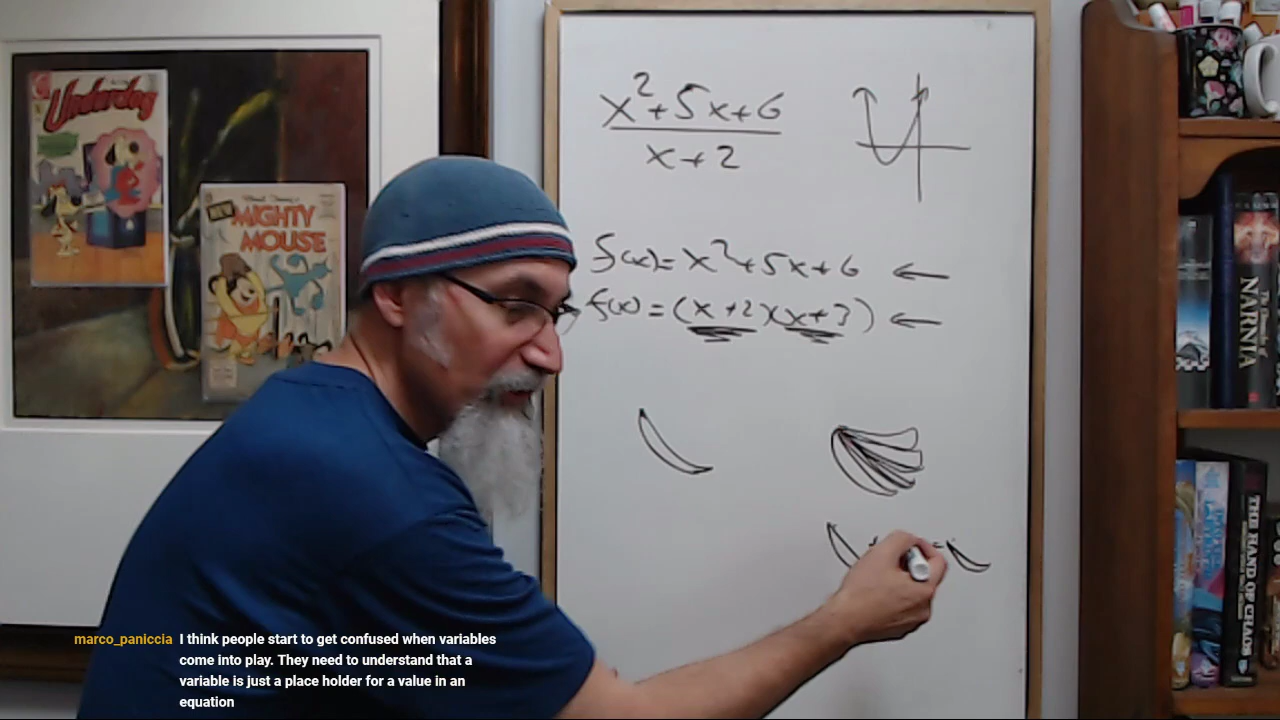 Underdog
NEW
MIGHTY
MOUSE
x²+5x+6
x+2
f(x)=x²+5x+6 ←
f(x)=(x+2)(x+3) ←
NARNIA
THE HAND OF CHAOS
marco_paniccia I think people start to get confused when variables
come into play. They need to understand that a
variable is just a place holder for a value in an
equation